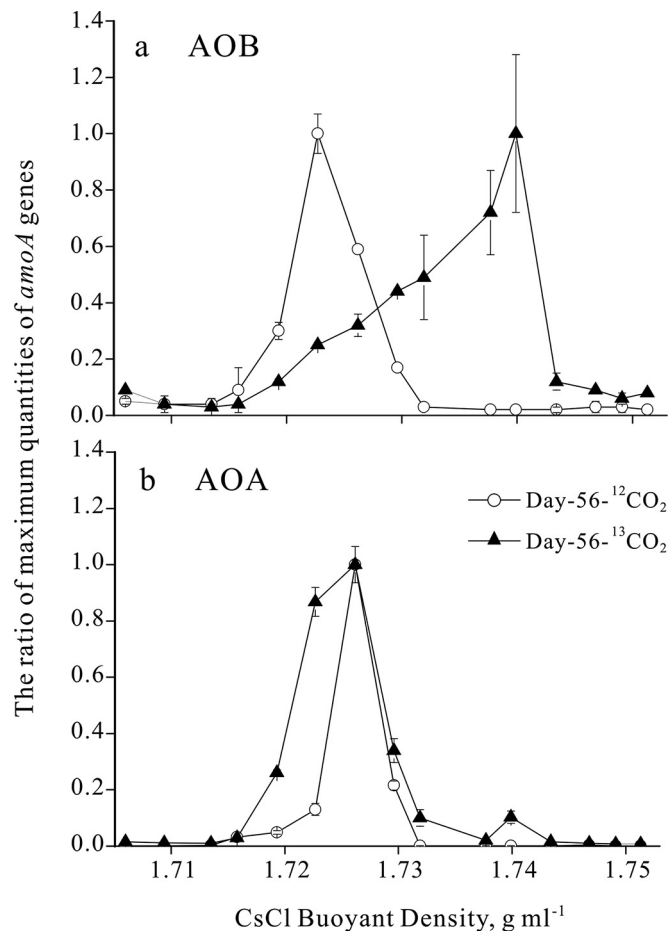 The ratio of maximum quantities of amoA genes
a AOB
1.4
1.2
1.0
0.8
0.6
0.4
0.2
0.0
b AOA
Day-56-¹²CO₂
Day-56-¹³CO₂
1.4
1.2
1.0
0.8
0.6
0.4
0.2
0.0
1.71 1.72 1.73 1.74 1.75
CsCl Buoyant Density, g ml⁻¹